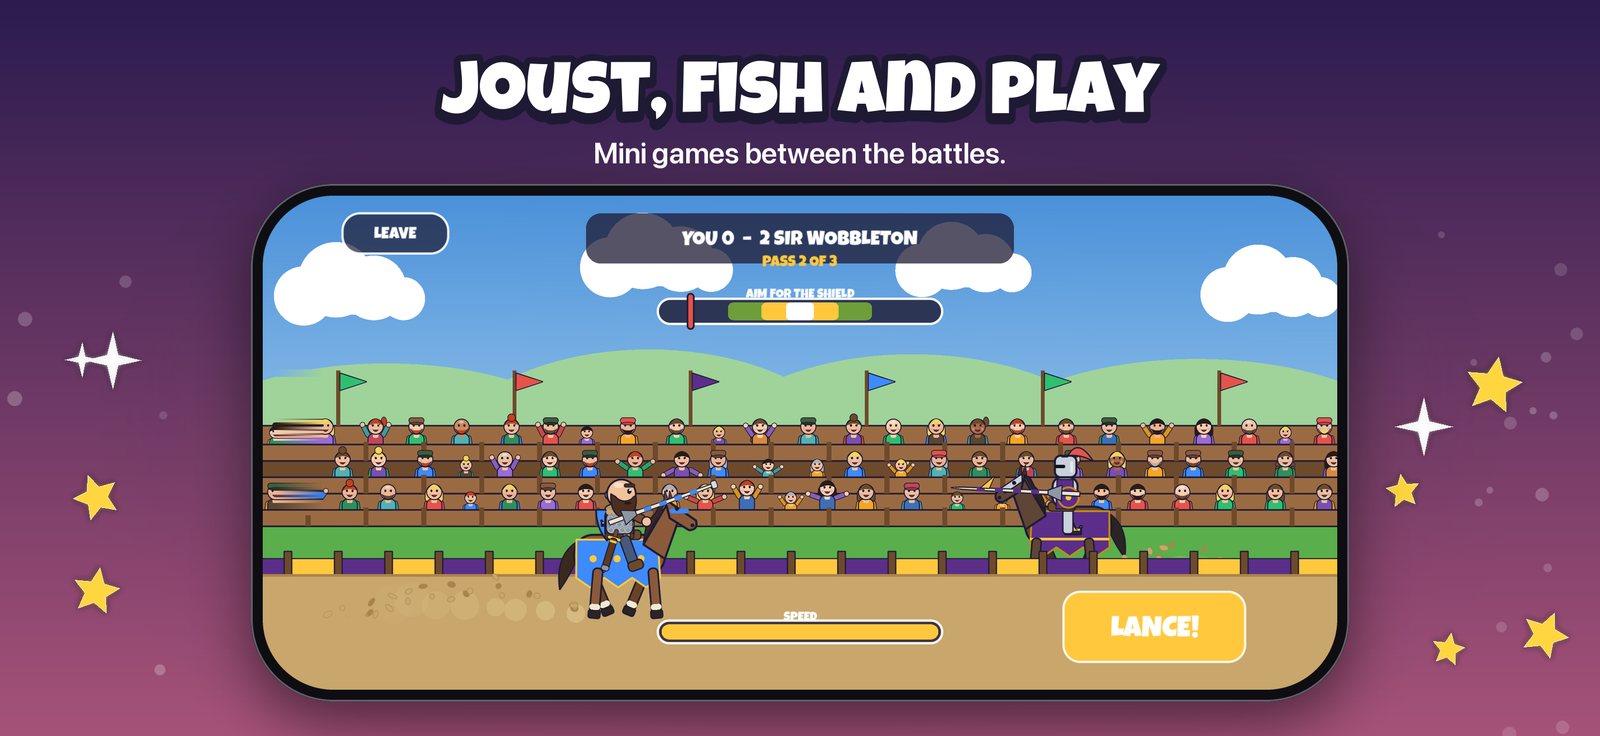 JOUST, FISH AND PLAY
Mini games between the battles.
LEAVE
YOU 0 - 2 SIR WOBBLETON
PASS 2 OF 3
AIM FOR THE SHIELD
SPEED
LANCE!